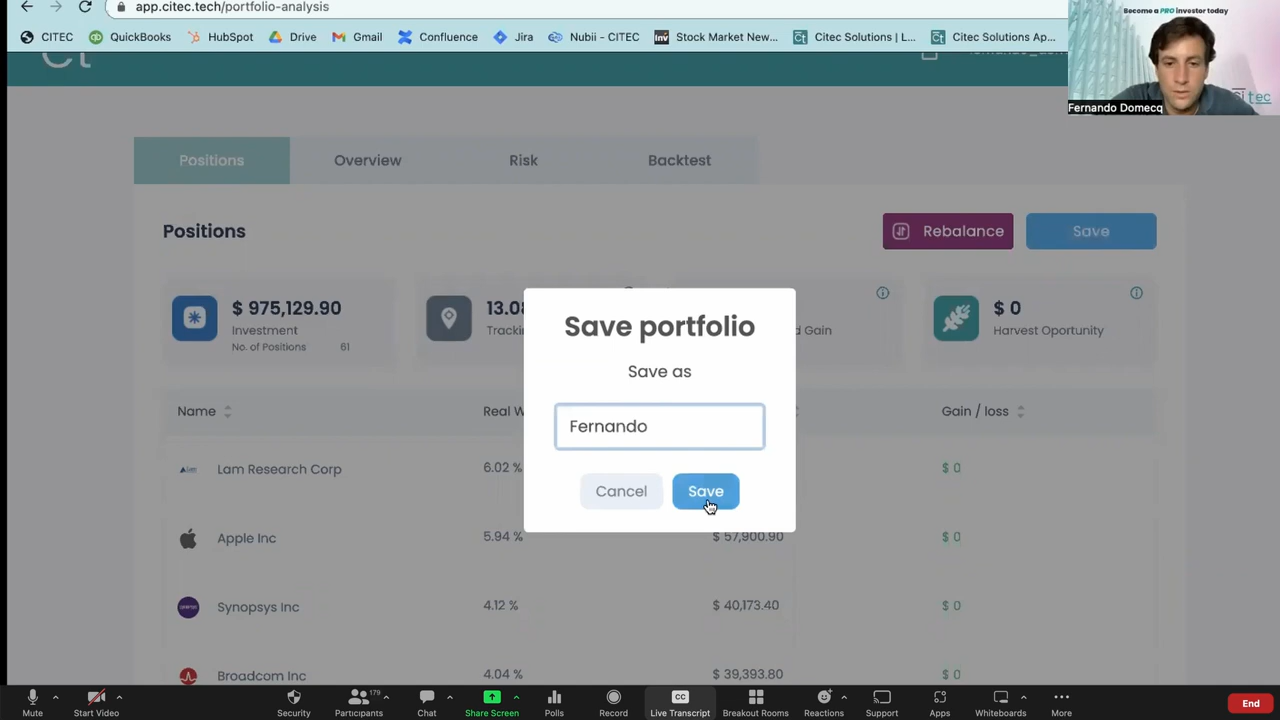 Become a PRO investor today
app.citec.tech/portfolio-analysis
CITEC QuickBooks HubSpot Drive Gmail Confluence Jira Nubii - CITEC Stock Market New... Citec Solutions | L... Citec Solutions Ap...
Fernando Domecq
tec
Positions Overview Risk Backtest
Positions Rebalance Save
$ 975,129.90
Investment
No. of Positions 61
13.08
$ 0
Harvest Oportunity
d Gain
Save portfolio
Save as
Fernando
Cancel Save
Name Real W Gain / loss
Lam Research Corp 6.02 % $ 0
Apple Inc 5.94 % $ 57,900.90 $ 0
Synopsys Inc 4.12 % $ 40,173.40 $ 0
Broadcom Inc 4.04 % $ 39,393.80 $ 0
Mute Start Video Security Participants 179 Chat Share Screen Polls Record CC Live Transcript Breakout Rooms Reactions Support Apps Whiteboards More End